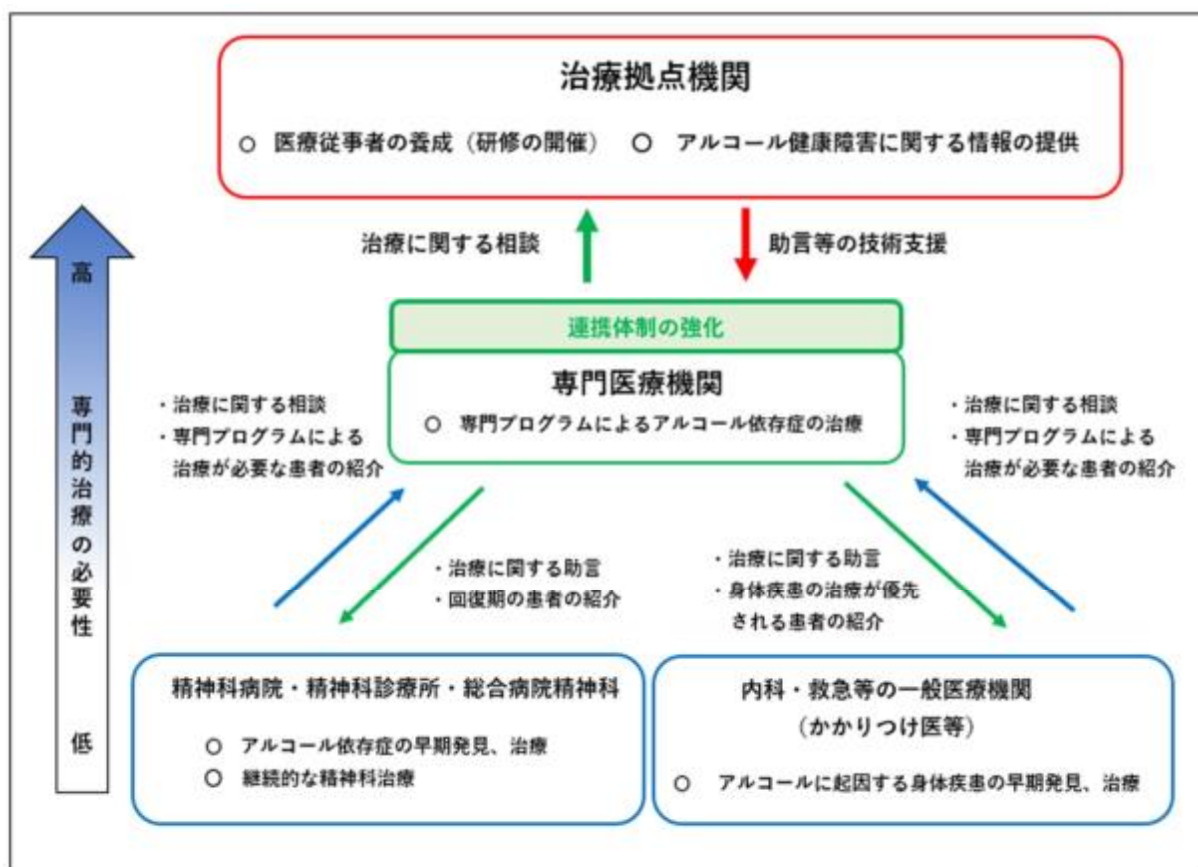 治療拠点機関
○ 医療従事者の養成（研修の開催） ○ アルコール健康障害に関する情報の提供
治療に関する相談
助言等の技術支援
高
専門的治療の必要性
低
連携体制の強化
専門医療機関
○ 専門プログラムによるアルコール依存症の治療
・治療に関する相談
・専門プログラムによる
治療が必要な患者の紹介
・治療に関する相談
・専門プログラムによる
治療が必要な患者の紹介
・治療に関する助言
・回復期の患者の紹介
・治療に関する助言
・身体疾患の治療が優先
される患者の紹介
精神科病院・精神科診療所・総合病院精神科
○ アルコール依存症の早期発見、治療
○ 継続的な精神科治療
内科・救急等の一般医療機関
（かかりつけ医等）
○ アルコールに起因する身体疾患の早期発見、治療